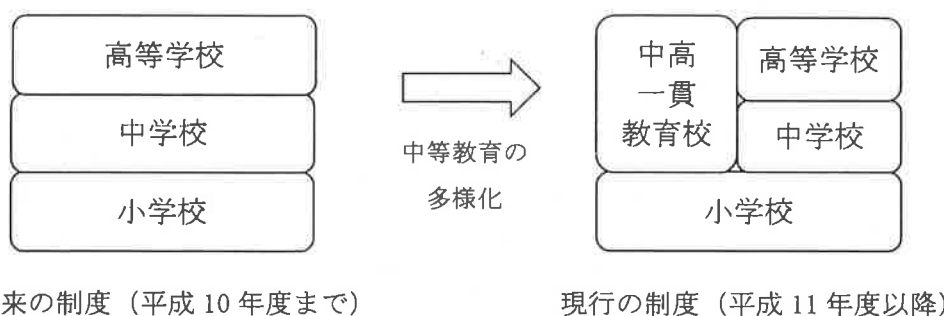 高等学校
中学校
小学校
中等教育の
多様化
中高
一貫
教育校
高等学校
中学校
小学校
来の制度（平成 10 年度まで）
現行の制度（平成 11 年度以降）